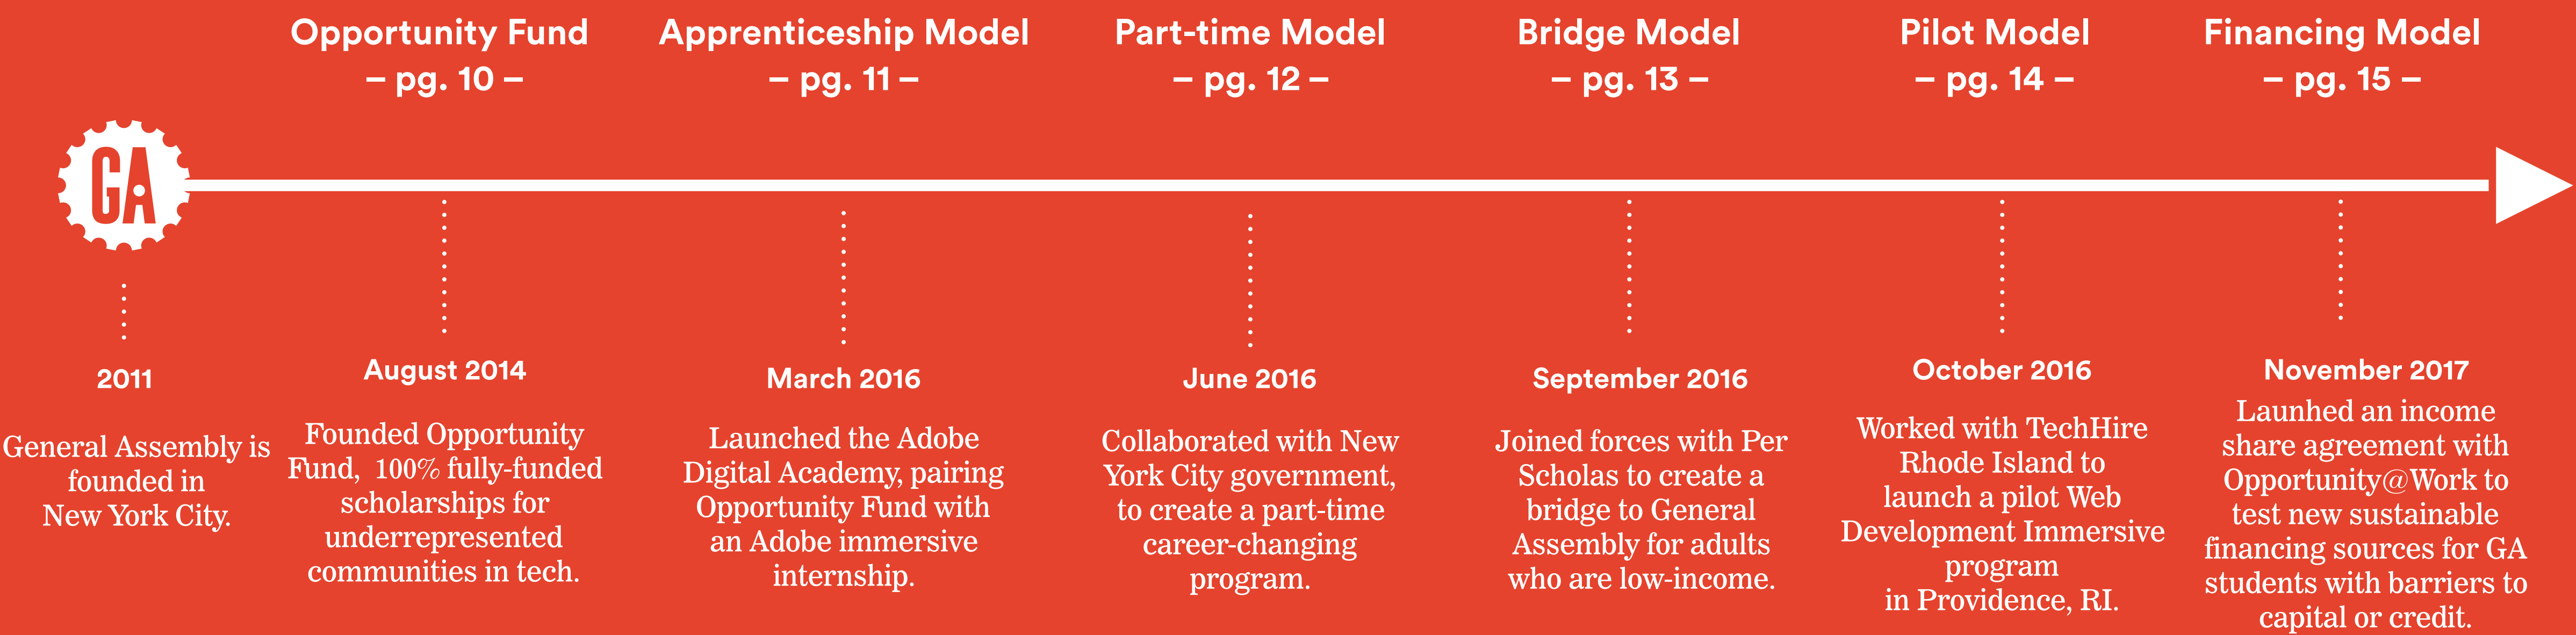 Opportunity Fund
– pg. 10 –
Apprenticeship Model
– pg. 11 –
Part-time Model
– pg. 12 –
Bridge Model
– pg. 13 –
Pilot Model
– pg. 14 –
Financing Model
– pg. 15 –
GA
2011
General Assembly is
founded in
New York City.
August 2014
Founded Opportunity
Fund, 100% fully-funded
scholarships for
underrepresented
communities in tech.
March 2016
Launched the Adobe
Digital Academy, pairing
Opportunity Fund with
an Adobe immersive
internship.
June 2016
Collaborated with New
York City government,
to create a part-time
career-changing
program.
September 2016
Joined forces with Per
Scholas to create a
bridge to General
Assembly for adults
who are low-income.
October 2016
Worked with TechHire
Rhode Island to
launch a pilot Web
Development Immersive
program
in Providence, RI.
November 2017
Launhed an income
share agreement with
Opportunity@Work to
test new sustainable
financing sources for GA
students with barriers to
capital or credit.